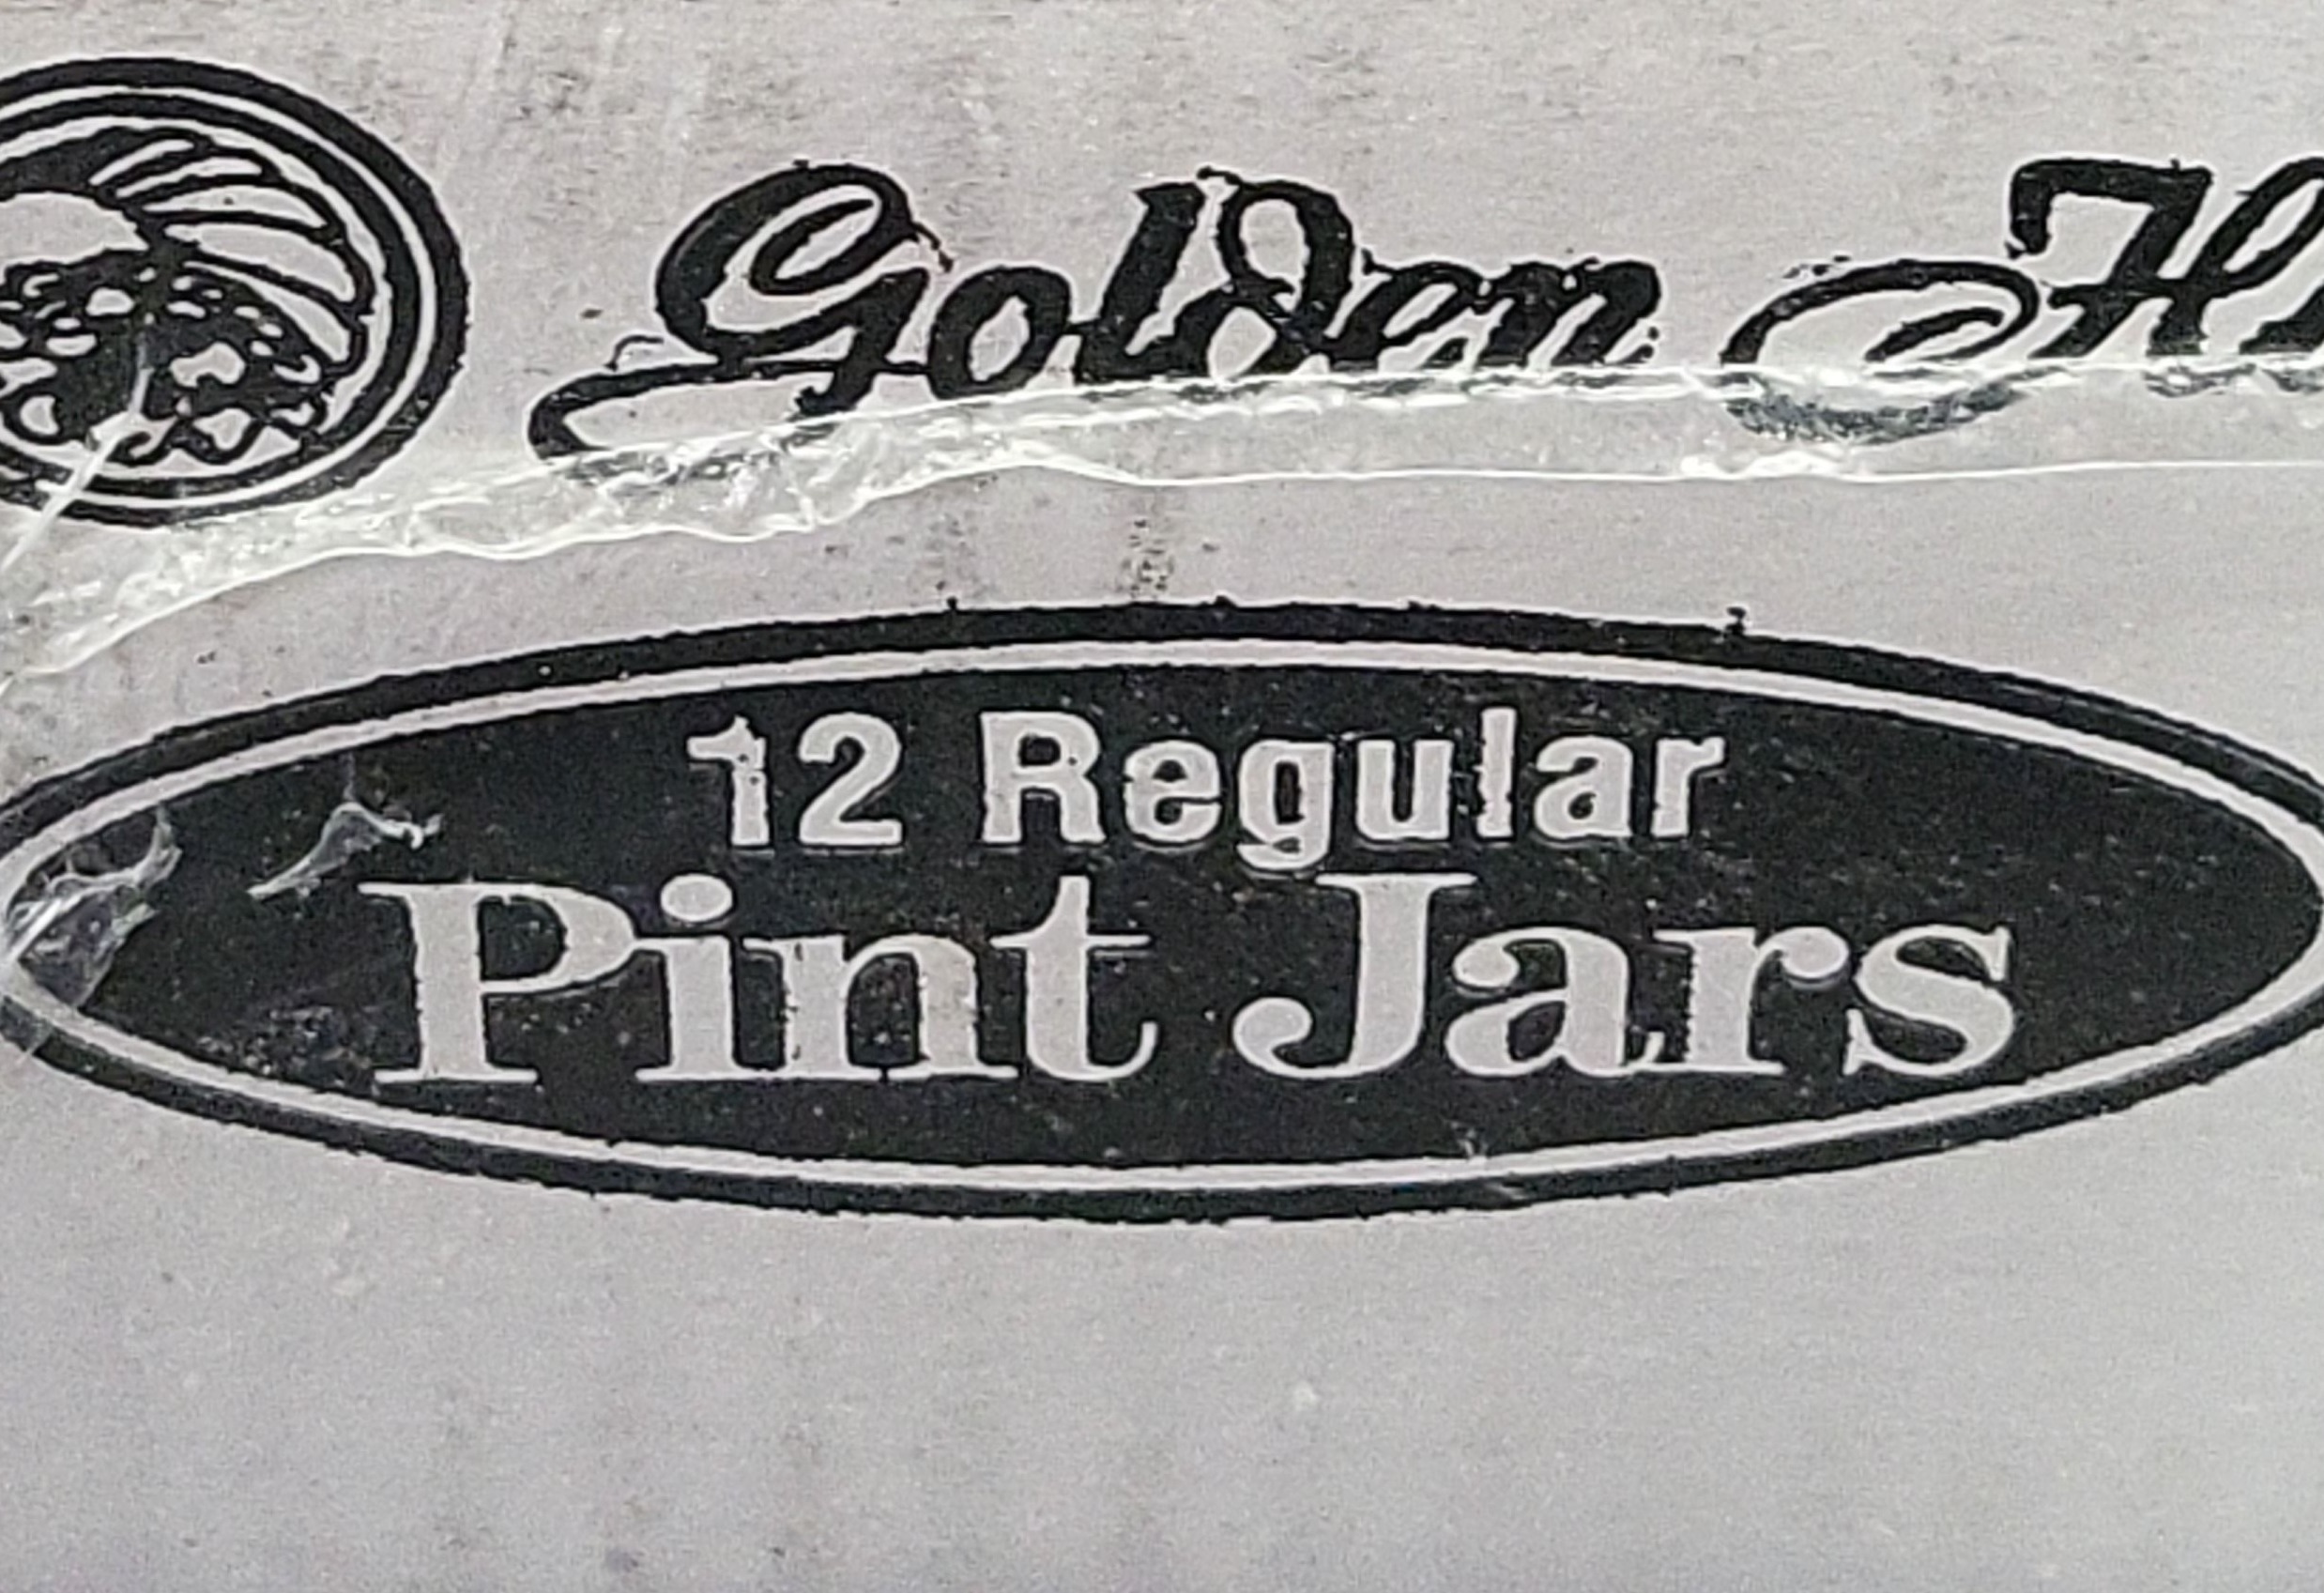 Golden H
12 Regular
Pint Jars